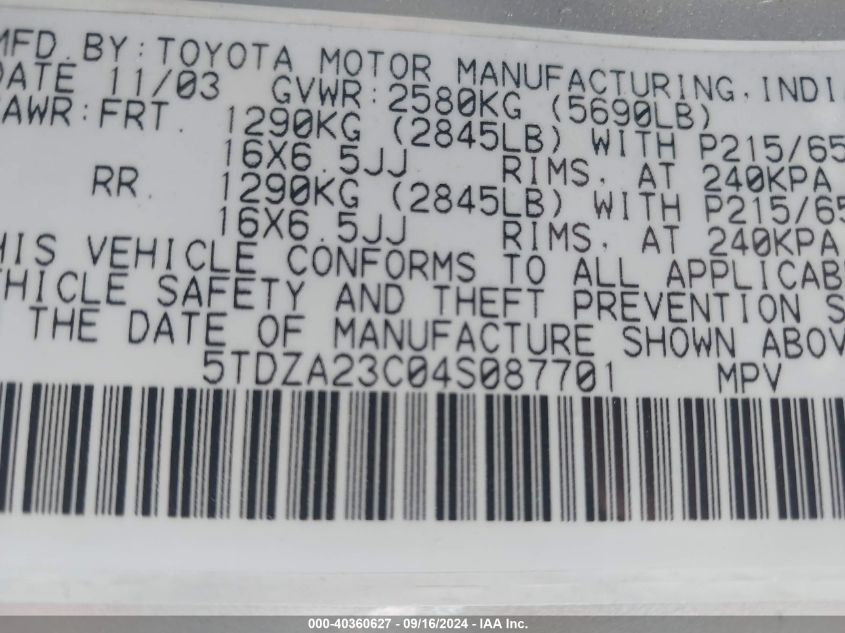 MFD. BY: TOYOTA MOTOR MANUFACTURING, INDI
DATE 11/03 GVWR: 2580KG (5690LB)
GAWR: FRT. 1290KG (2845LB) WITH P215/65
16X6.5JJ RIMS, AT 240KPA
RR. 1290KG (2845LB) WITH P215/65
16X6.5JJ RIMS, AT 240KPA
HIS VEHICLE CONFORMS TO ALL APPLICAB
EHICLE SAFETY AND THEFT PREVENTION S
THE DATE OF MANUFACTURE SHOWN ABOV
5TDZA23C04S087701 MPV
000-40360627 - 09/16/2024 - IAA Inc.